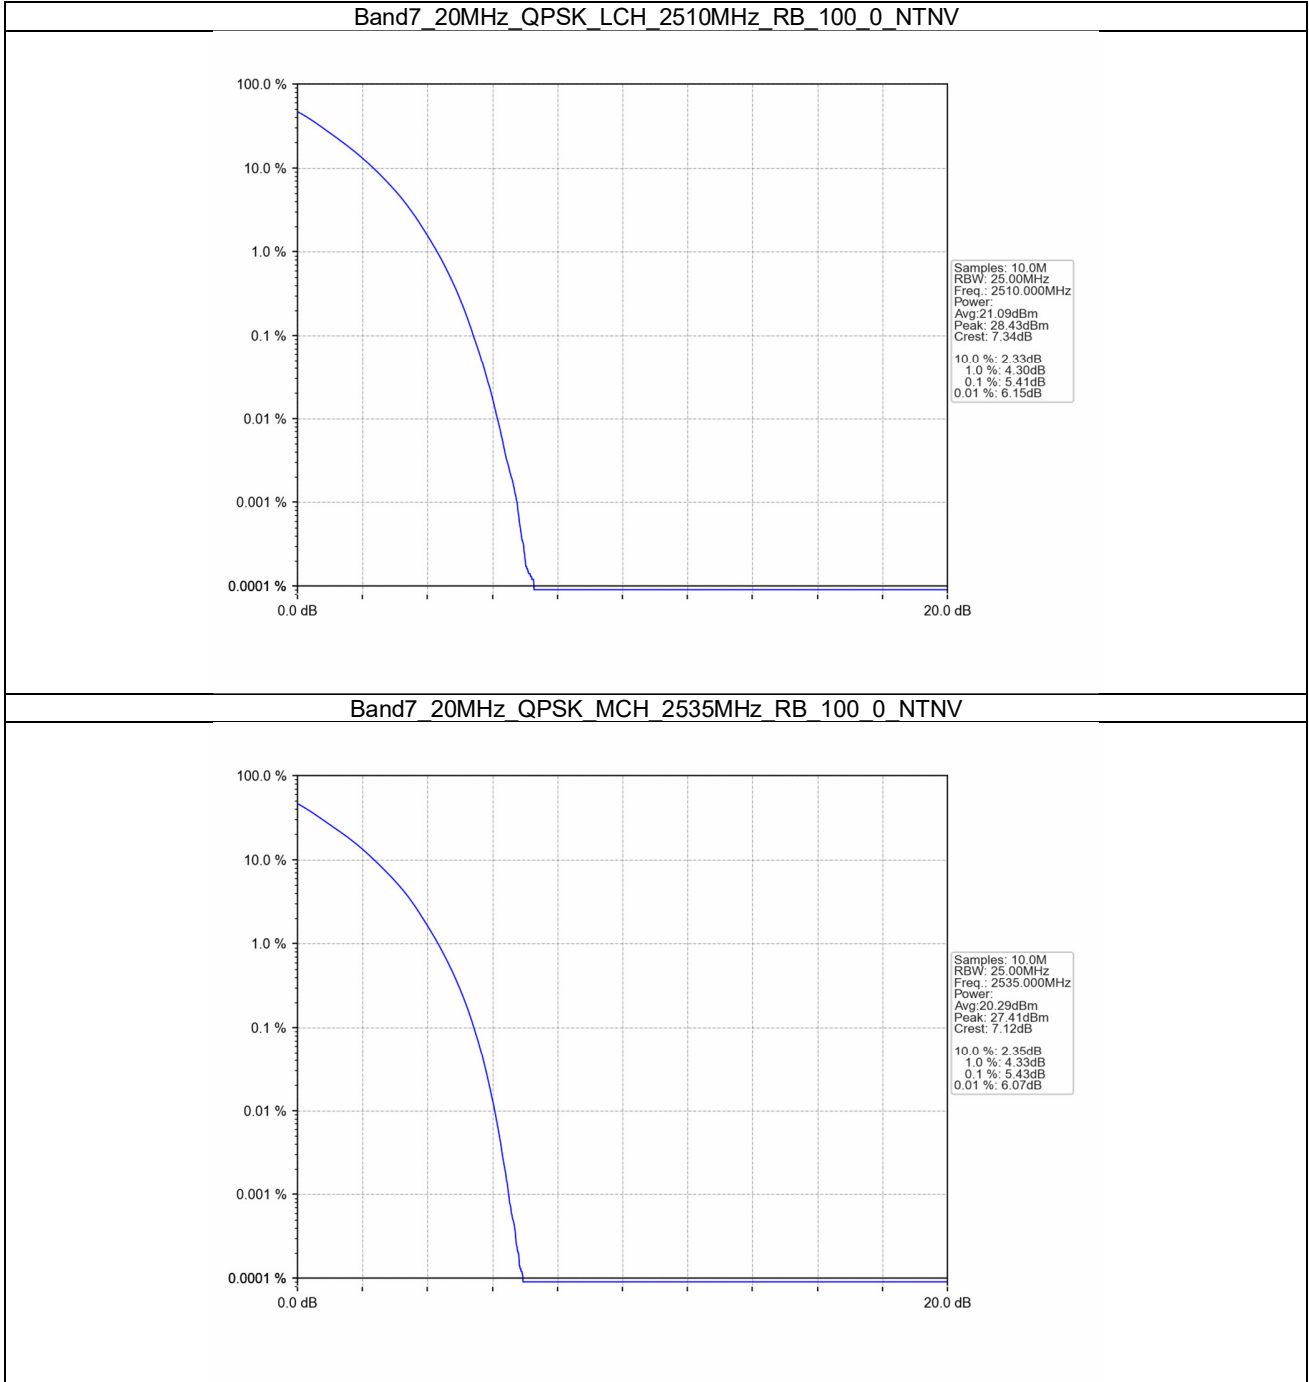 Band7_20MHz_QPSK_LCH_2510MHz_RB_100_0_NTNV
100.0 %
10.0 %
1.0 %
0.1 %
0.01 %
0.001 %
0.0001 %
0.0 dB
20.0 dB
Samples: 10.0M
RBW: 25.00MHz
Freq.: 2510.000MHz
Power:
Avg:21.09dBm
Peak: 28.43dBm
Crest: 7.34dB
10.0 %: 2.33dB
1.0 %: 4.30dB
0.1 %: 5.41dB
0.01 %: 6.15dB
Band7_20MHz_QPSK_MCH_2535MHz_RB_100_0_NTNV
100.0 %
10.0 %
1.0 %
0.1 %
0.01 %
0.001 %
0.0001 %
0.0 dB
20.0 dB
Samples: 10.0M
RBW: 25.00MHz
Freq.: 2535.000MHz
Power:
Avg:20.29dBm
Peak: 27.41dBm
Crest: 7.12dB
10.0 %: 2.35dB
1.0 %: 4.33dB
0.1 %: 5.43dB
0.01 %: 6.07dB